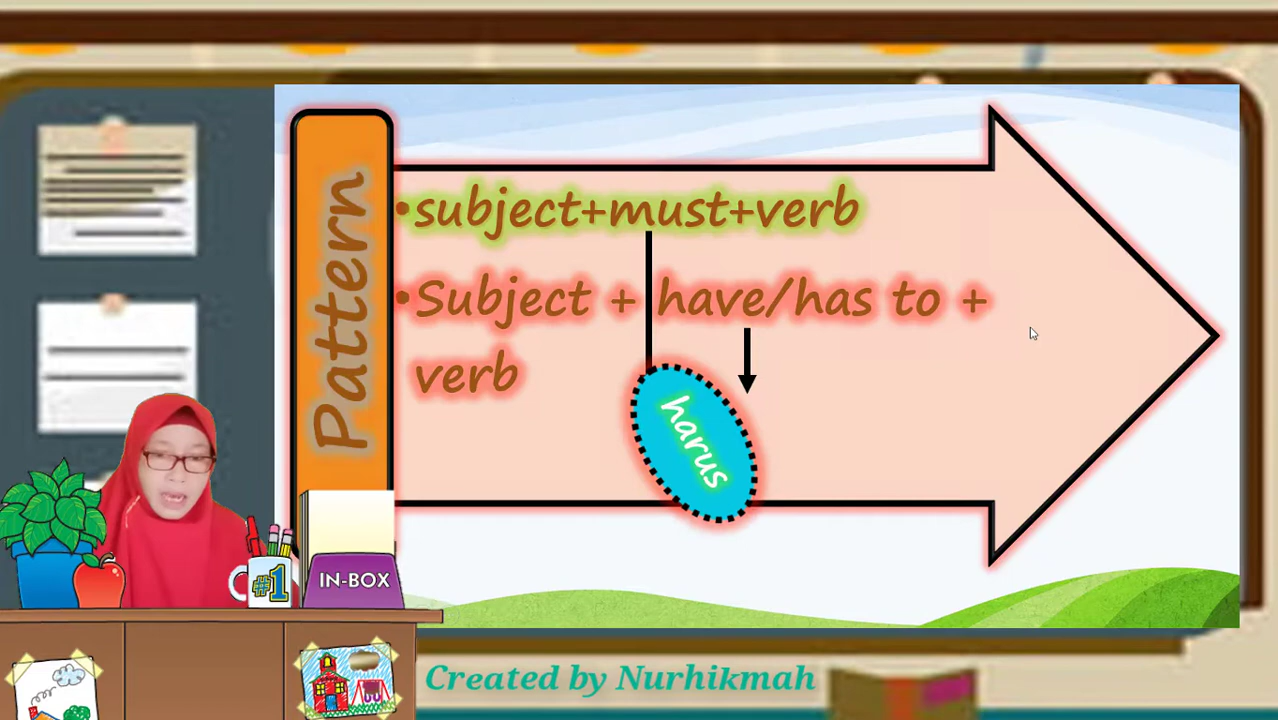 Pattern
•subject+must+verb
•Subject + have/has to +
verb
harus
#1
IN-BOX
Created by Nurhikmah